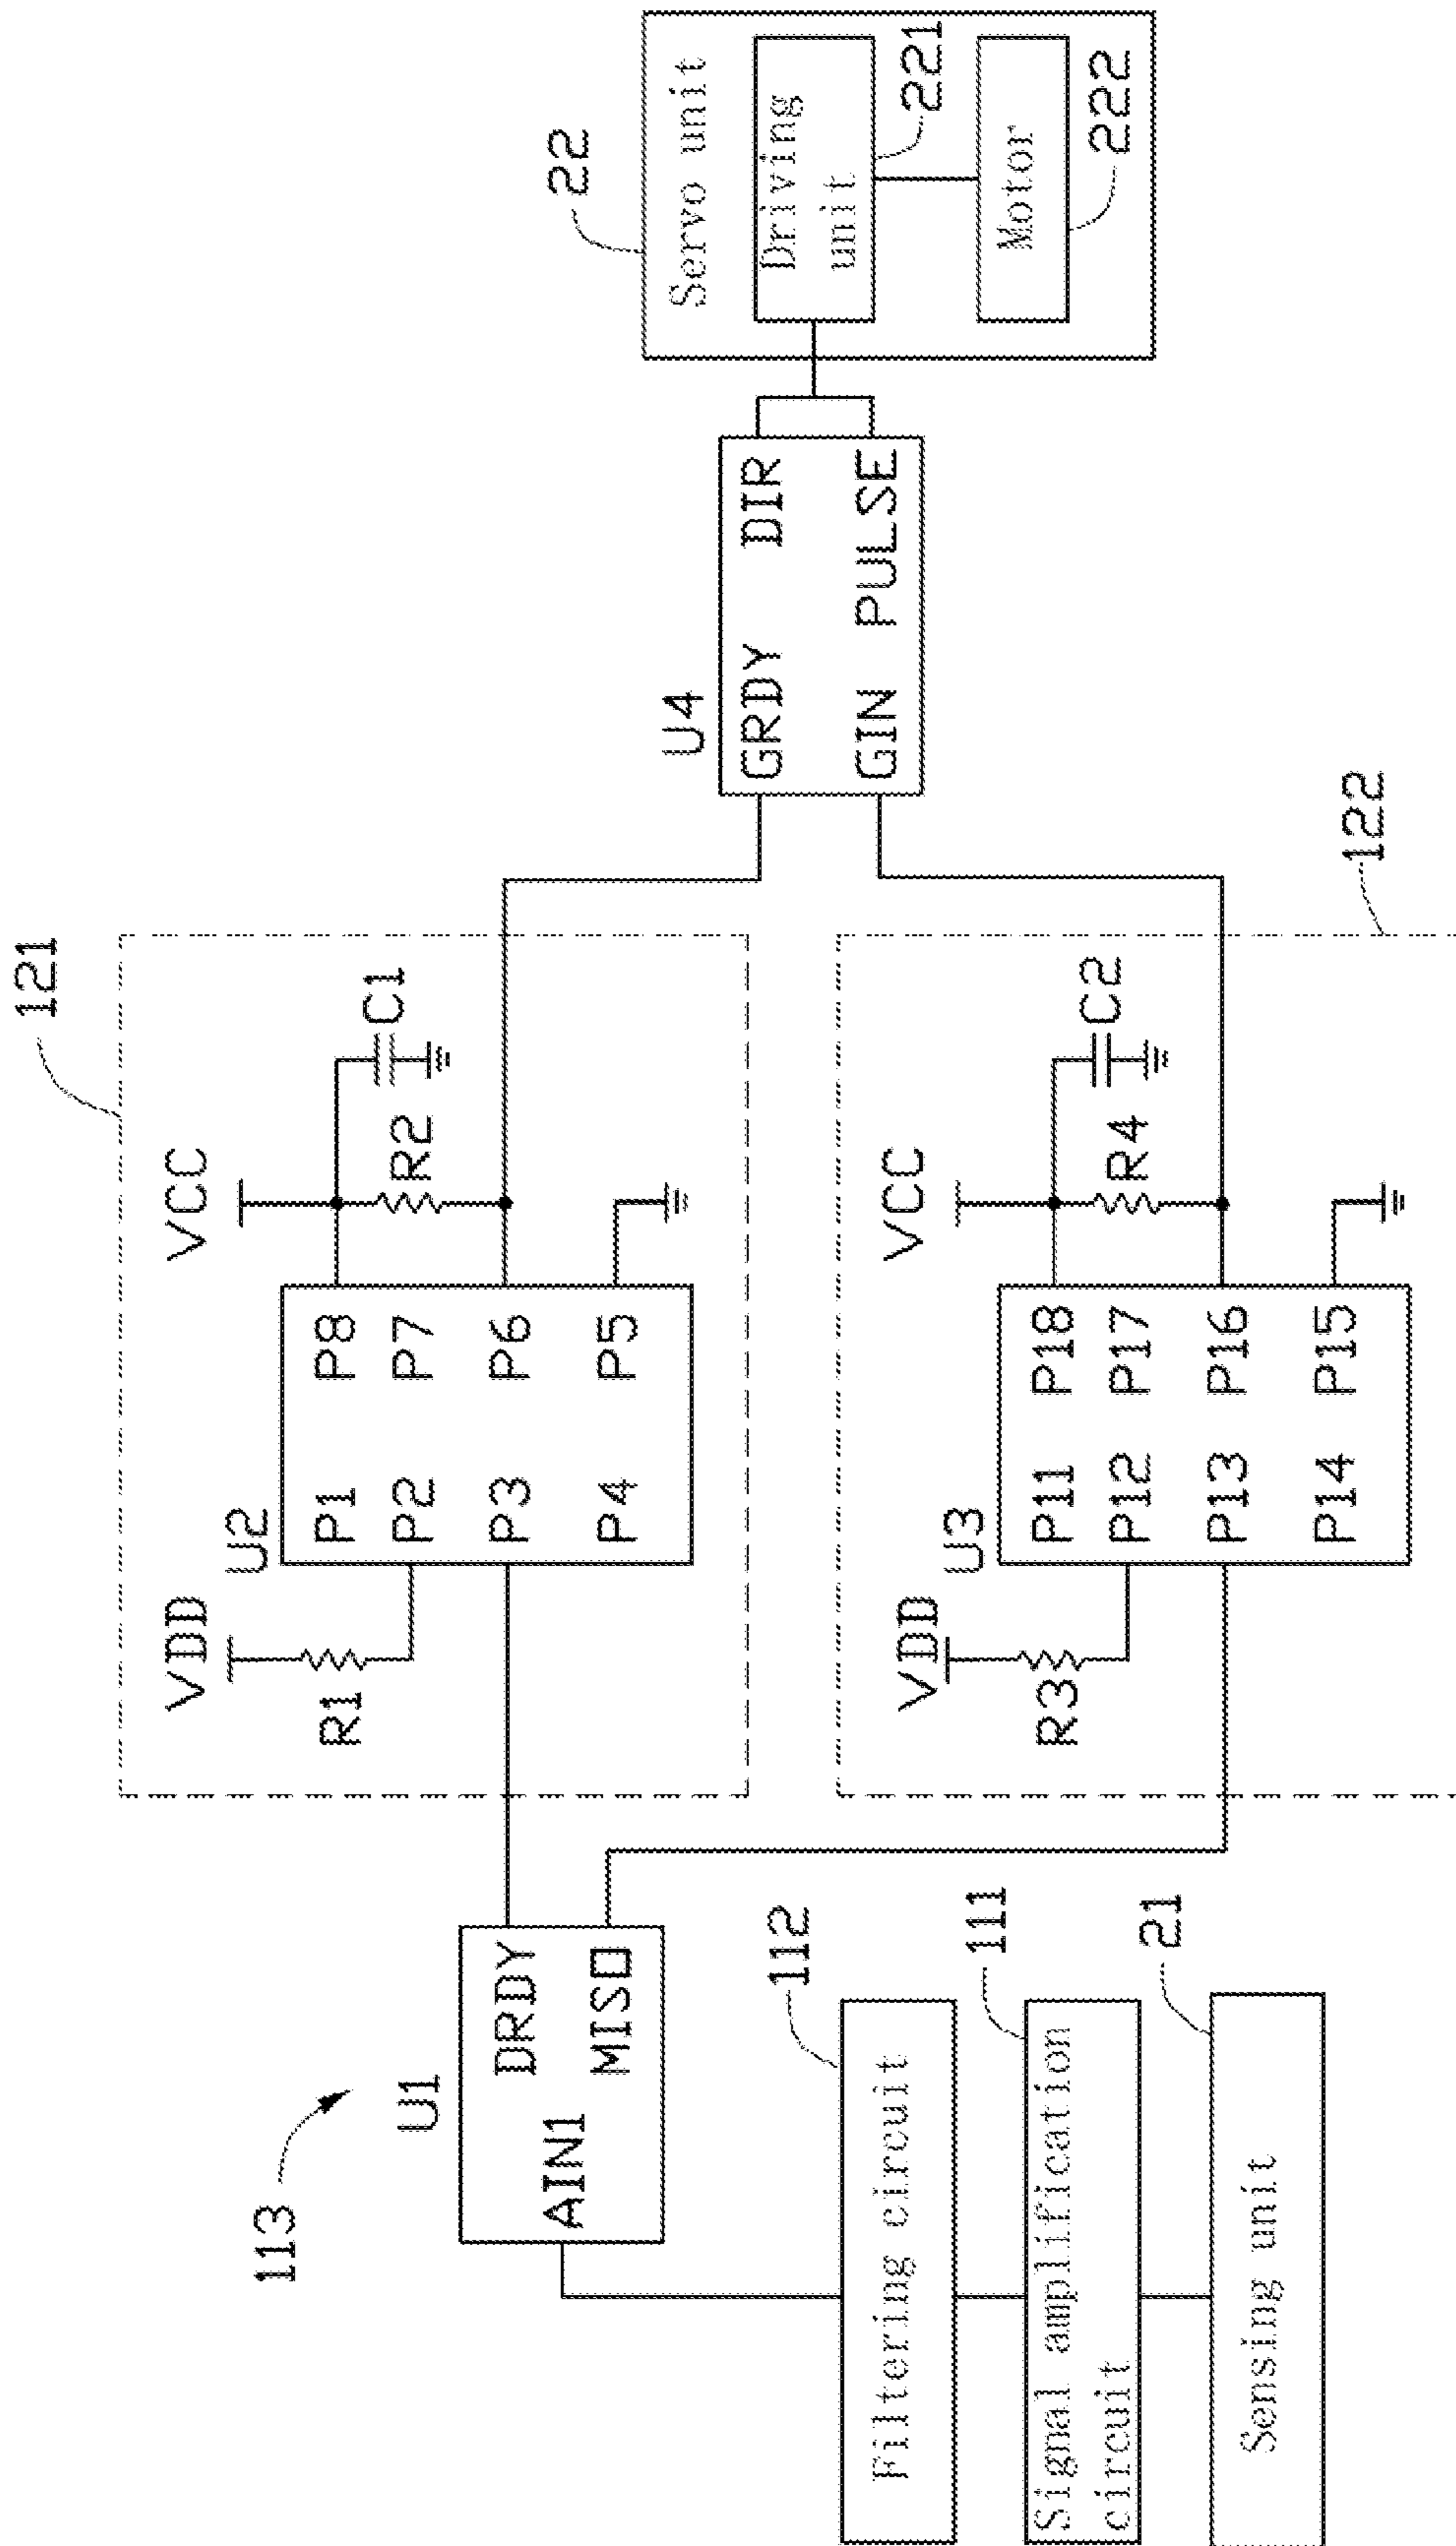 113
U1
AIN1
DRDY
MISO
Filtering circuit
112
Signal amplification
circuit
111
Sensing unit
21
121
VDD
R1
U2
P1
P2
P3
P4
P8
P7
P6
P5
VCC
R2
C1
122
VDD
R3
U3
P11
P12
P13
P14
P18
P17
P16
P15
VCC
R4
C2
U4
GRDY
DIR
GIN
PULSE
22
Servo unit
Driving
unit
221
Motor
222